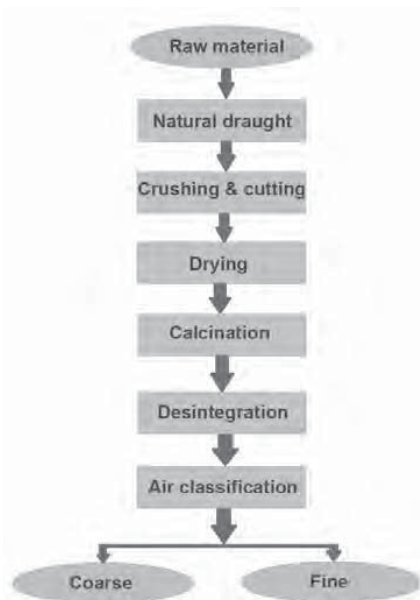 Raw material
Natural draught
Crushing & cutting
Drying
Calcination
Desintegration
Air classification
Coarse
Fine